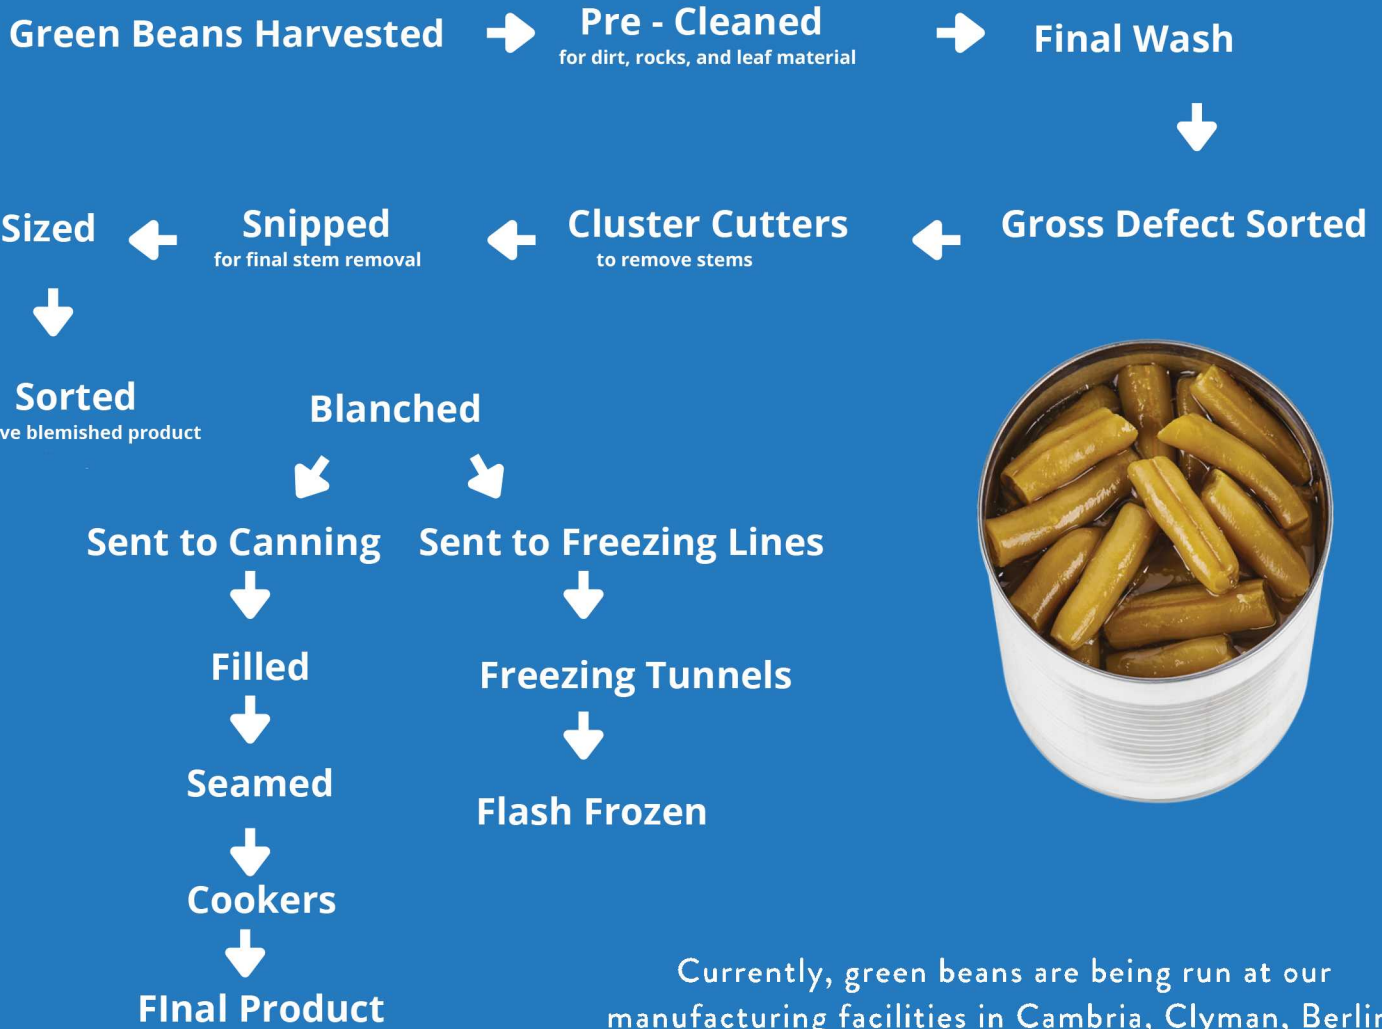 Green Beans Harvested
Pre - Cleaned
for dirt, rocks, and leaf material
Final Wash
Gross Defect Sorted
Cluster Cutters
to remove stems
Snipped
for final stem removal
Sized
Sorted
ve blemished product
Blanched
Sent to Canning
Sent to Freezing Lines
Filled
Freezing Tunnels
Seamed
Flash Frozen
Cookers
FInal Product
Currently, green beans are being run at our
manufacturing facilities in Cambria, Clyman, Berlin